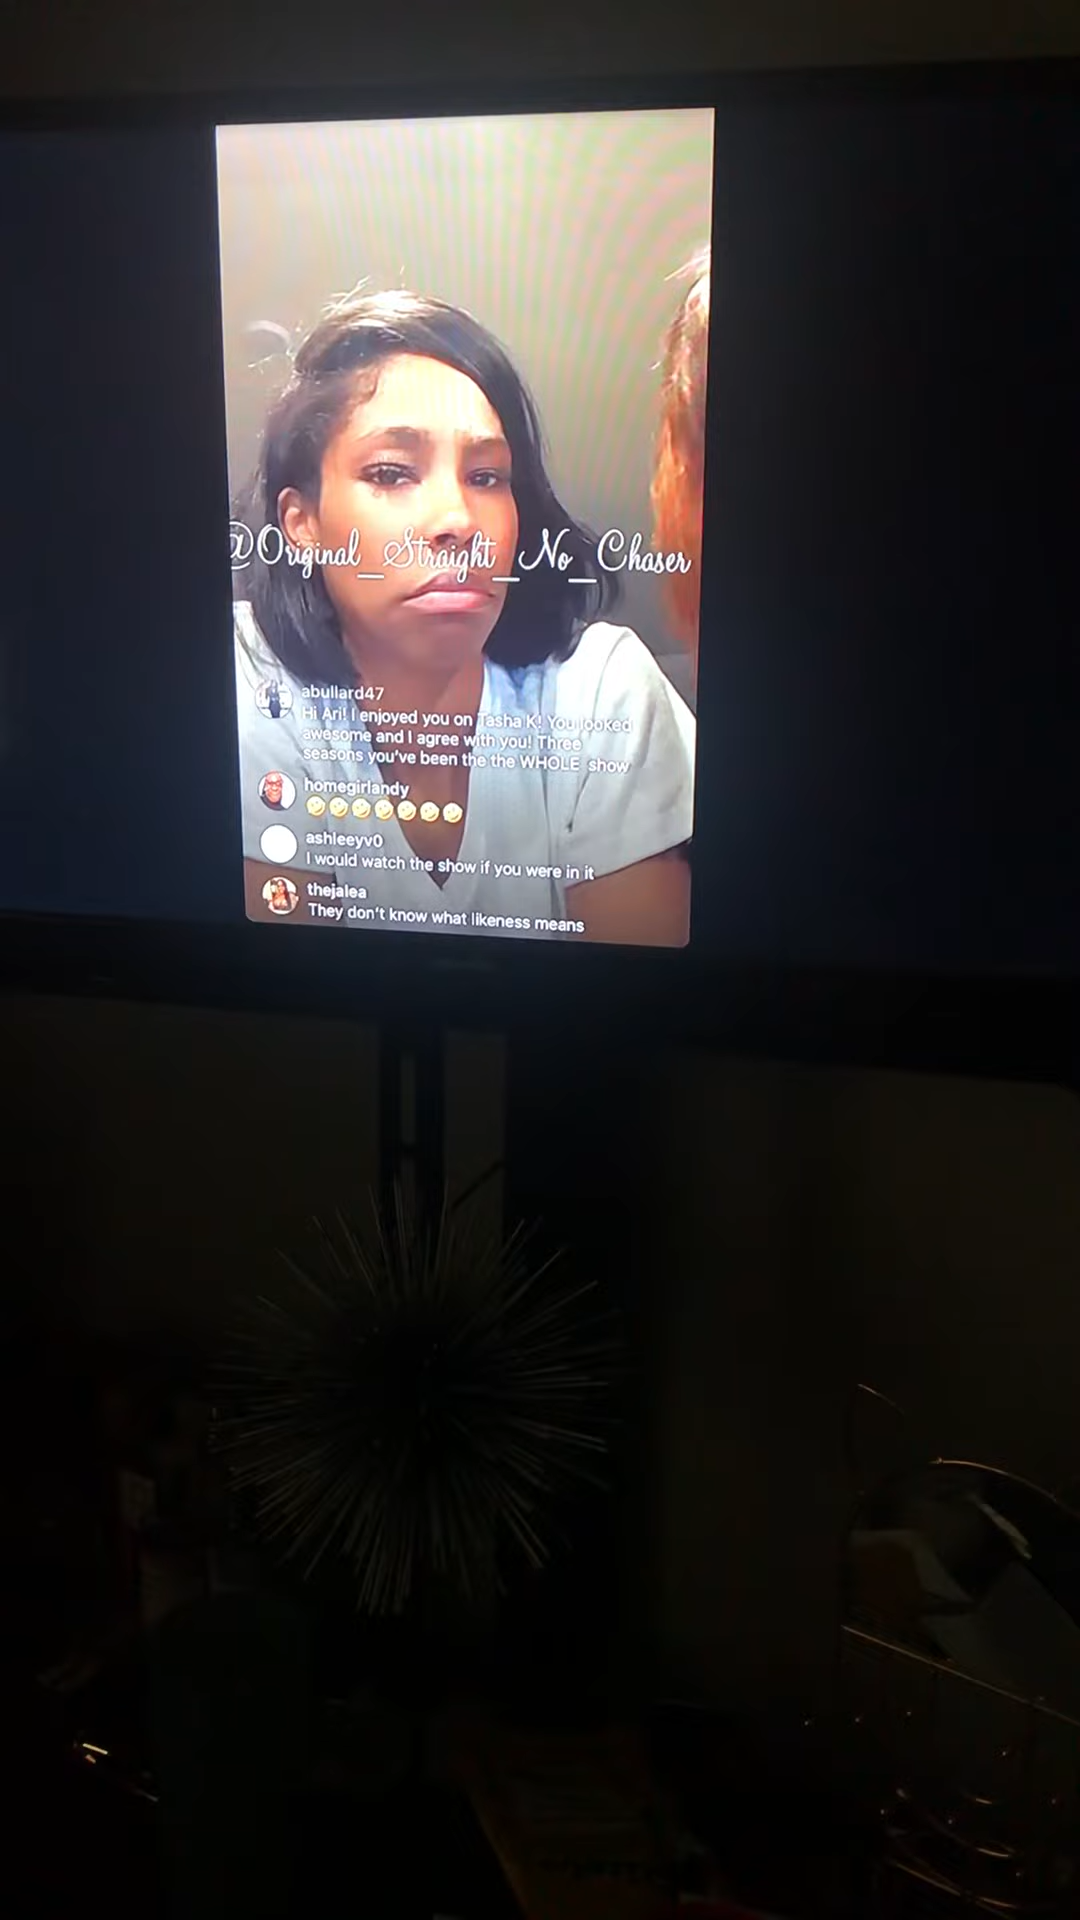 @Original_Straight_No_Chaser
abullard47
Hi Ari! I enjoyed you on Tasha K! You looked
awesome and I agree with you! Three
seasons you've been the the WHOLE show
homegirlandy
🤣🤣🤣🤣🤣🤣🤣
ashleeyv0
I would watch the show if you were in it
thejalea
They don't know what likeness means